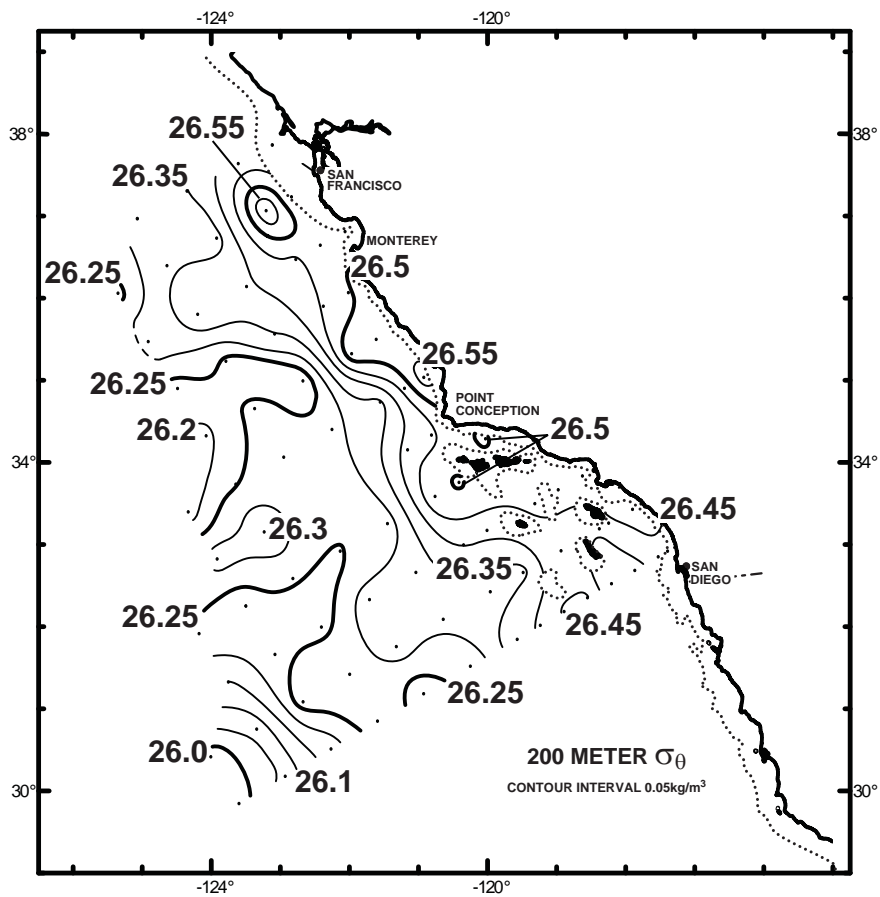 -124°
-120°
38°
38°
26.55
26.35
SAN
FRANCISCO
MONTEREY
26.25
26.5
26.55
26.25
POINT
CONCEPTION
26.2
26.5
34°
34°
26.45
26.3
26.35
SAN
DIEGO
26.25
26.45
26.25
26.0
200 METER σθ
26.1
CONTOUR INTERVAL 0.05kg/m³
30°
30°
-124°
-120°